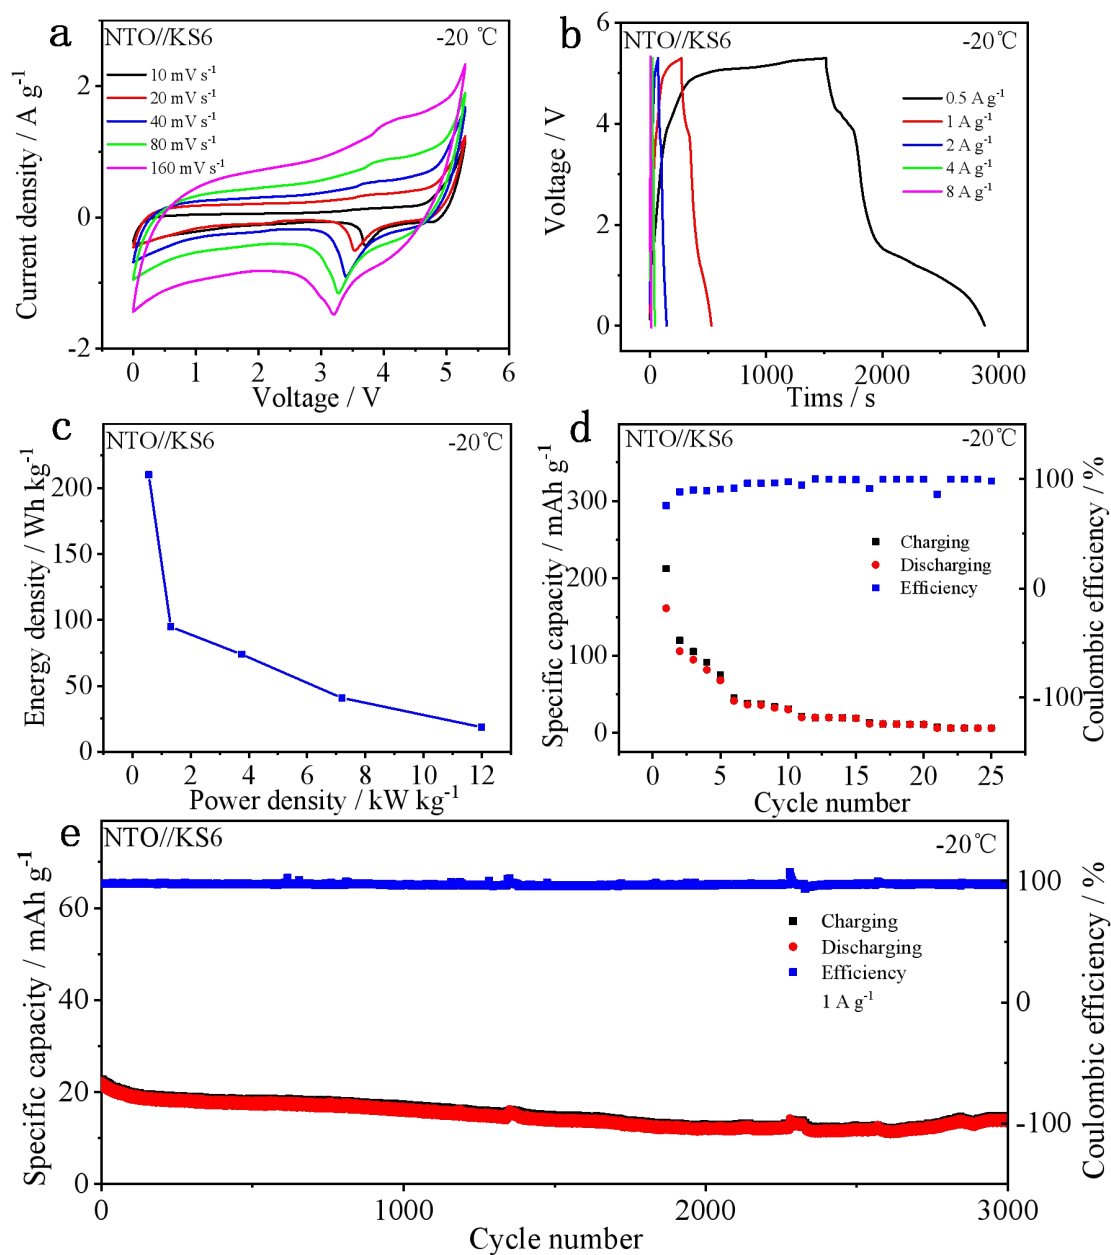 a
NTO//KS6
-20 ℃
10 mV s-1
20 mV s-1
40 mV s-1
80 mV s-1
160 mV s-1
2
0
-2
0 1 2 3 4 5 6
Current density / A g-1
Voltage / V
b
NTO//KS6
-20 ℃
0.5 A g-1
1 A g-1
2 A g-1
4 A g-1
8 A g-1
6
4
2
0
0 1000 2000 3000
Voltage / V
Tims / s
c
NTO//KS6
-20℃
200
150
100
50
0
0 2 4 6 8 10 12
Energy density / Wh kg-1
Power density / kW kg-1
d
NTO//KS6
-20℃
Charging
Discharging
Efficiency
300
200
100
0
100
0
-100
0 5 10 15 20 25
Specific capacity / mAh g-1
Coulombic efficiency / %
Cycle number
e
NTO//KS6
-20℃
Charging
Discharging
Efficiency
1 A g-1
60
40
20
0
100
0
-100
0 1000 2000 3000
Specific capacity / mAh g-1
Coulombic efficiency / %
Cycle number